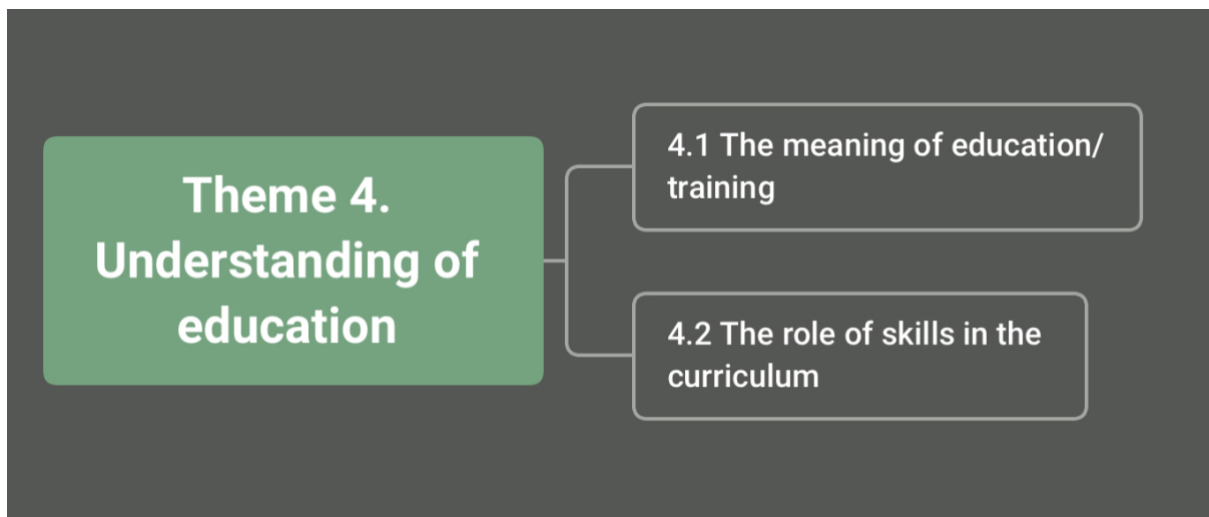 Theme 4.
Understanding of
education
4.1 The meaning of education/
training
4.2 The role of skills in the
curriculum